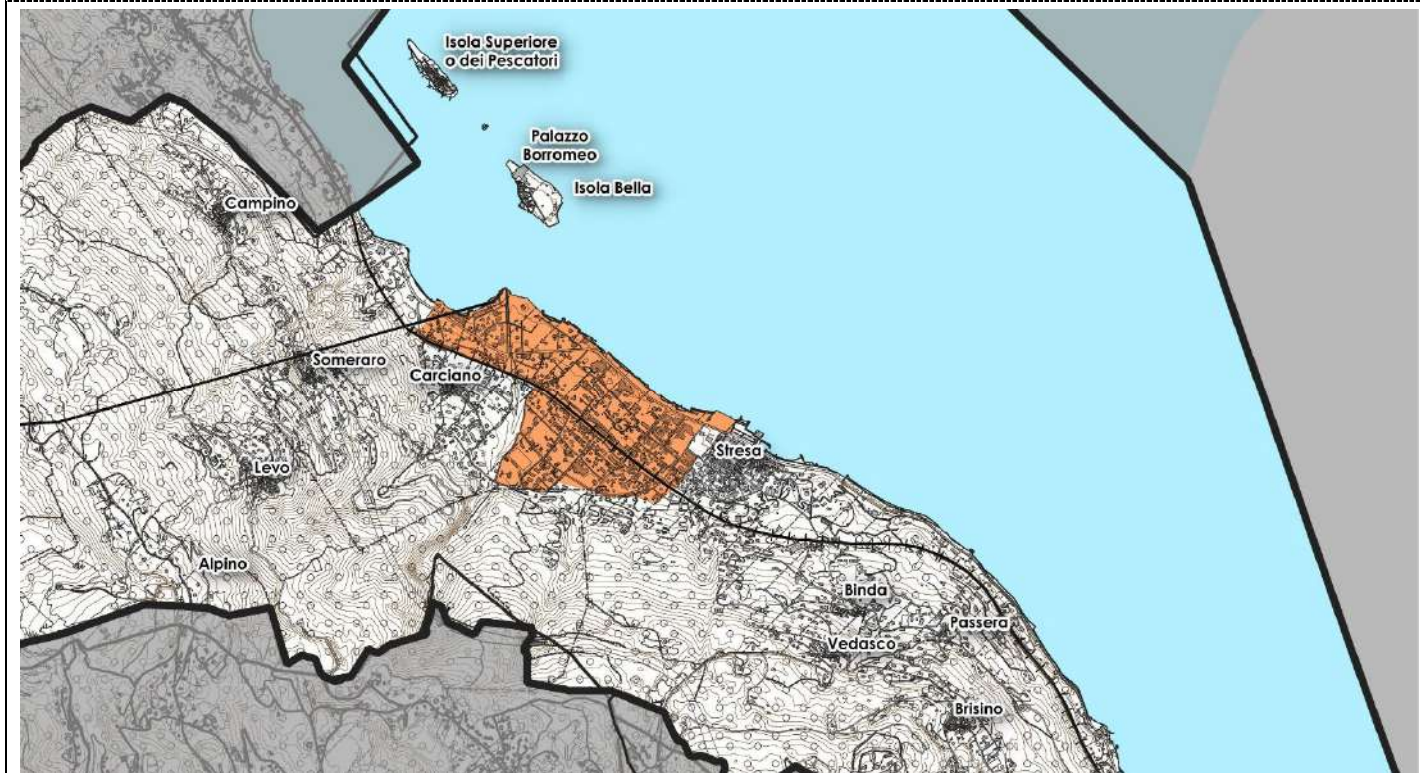 Isola Superiore
o dei Pescatori
Palazzo
Borromeo
Isola Bella
Campino
Someraro
Carciano
Stresa
Levo
Alpino
Binda
Passera
Vedasco
Brisino